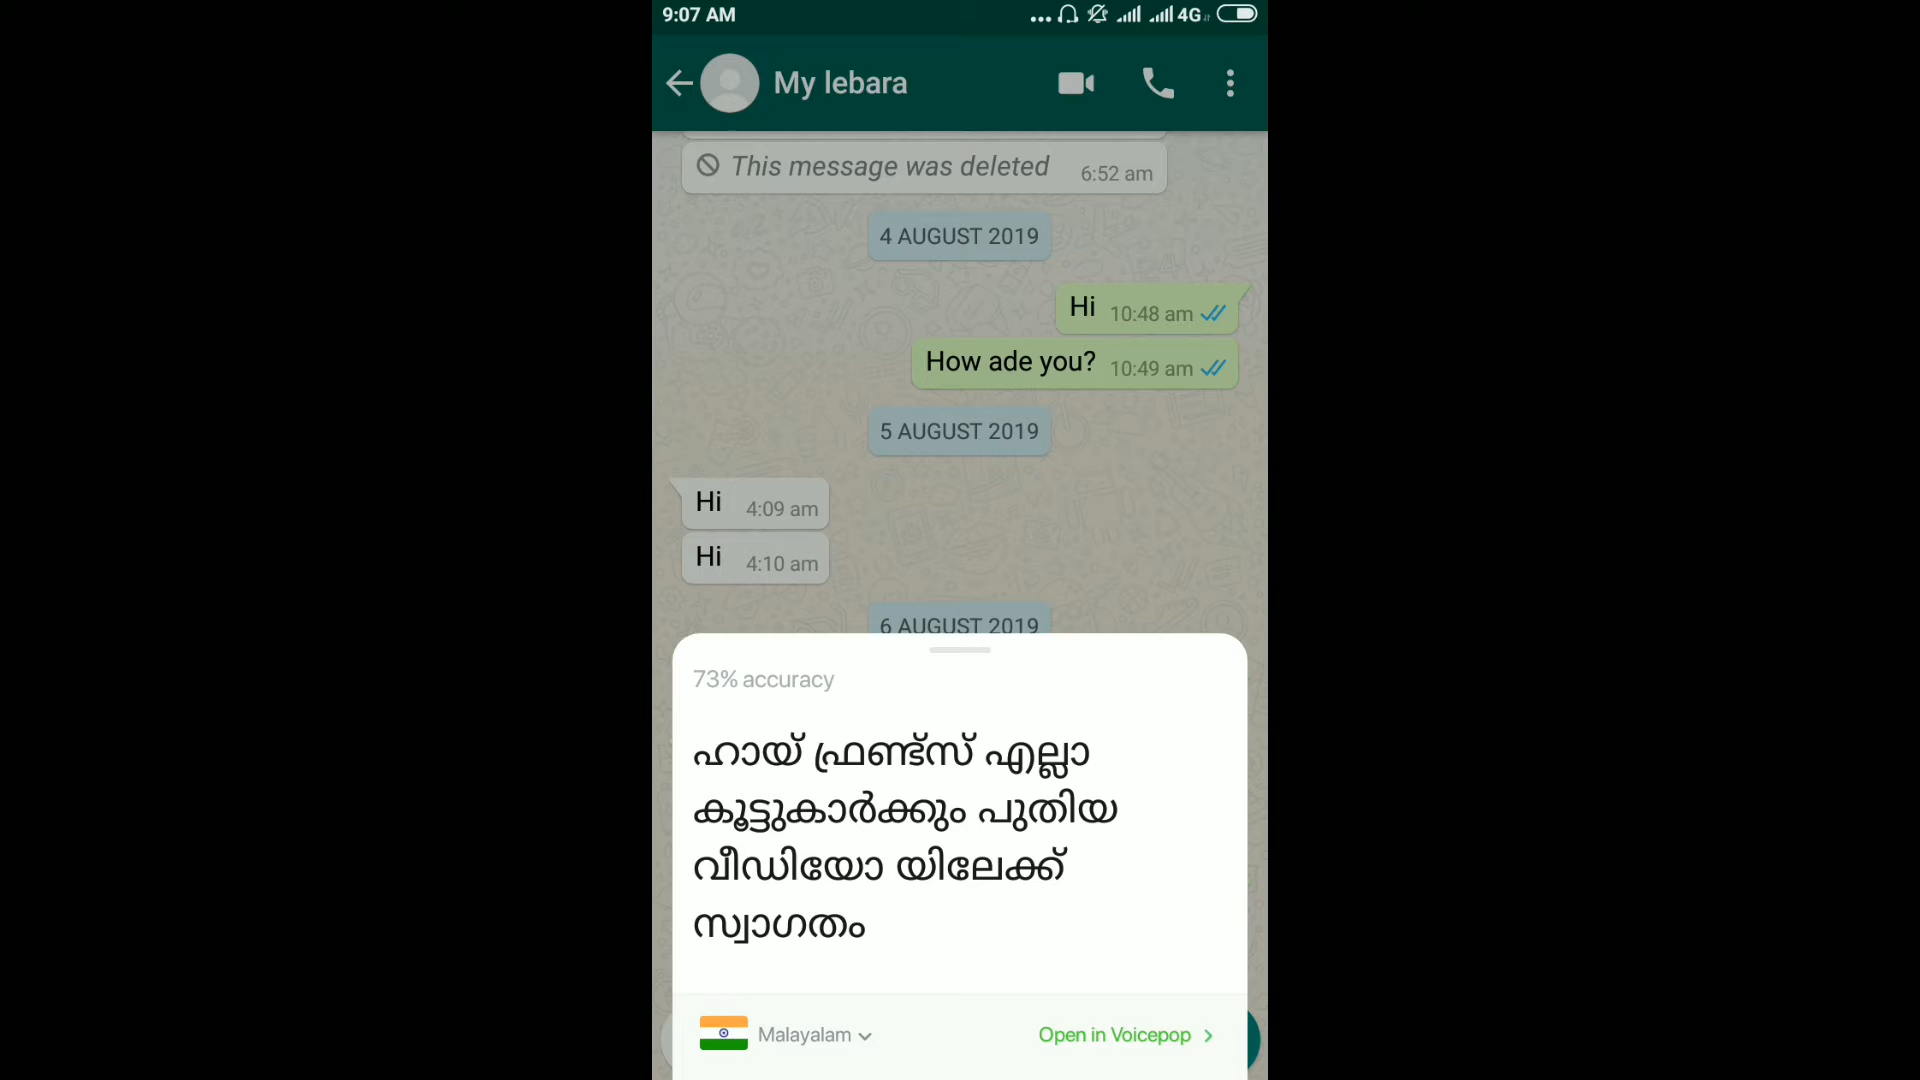 9:07 AM
4G
My lebara
This message was deleted 6:52 am
4 AUGUST 2019
Hi 10:48 am
How ade you? 10:49 am
5 AUGUST 2019
Hi 4:09 am
Hi 4:10 am
6 AUGUST 2019
73% accuracy
ഹായ് ഫ്രണ്ട്സ് എല്ലാ
കൂട്ടുകാർക്കും പുതിയ
വീഡിയോ യിലേക്ക്
സ്വാഗതം
Malayalam
Open in Voicepop